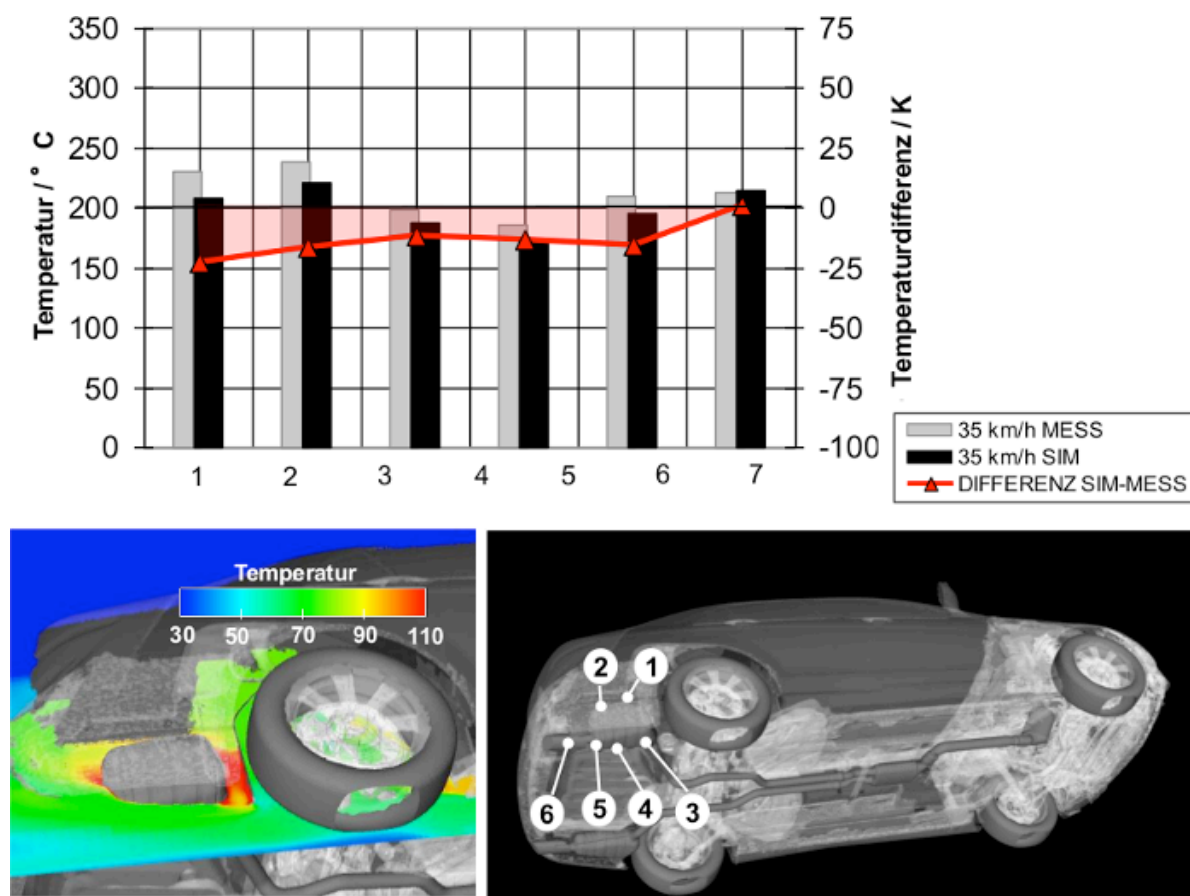 350
300
250
200
150
100
50
0
Temperatur / ° C
75
50
25
0
-25
-50
-75
-100
Temperaturdifferenz / K
1 2 3 4 5 6 7
35 km/h MESS
35 km/h SIM
DIFFERENZ SIM-MESS
Temperatur
30 50 70 90 110
2 1
6 5 4 3